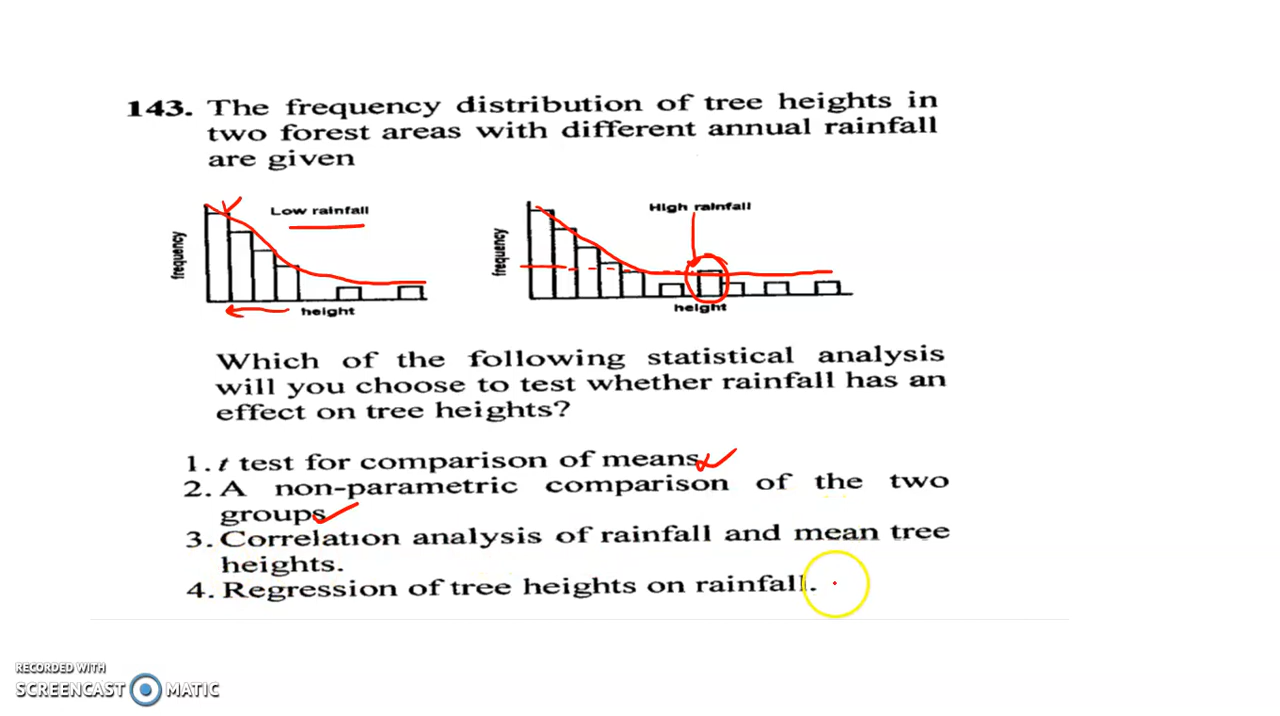 143. The frequency distribution of tree heights in
two forest areas with different annual rainfall
are given
Low rainfall
High rainfall
frequency
frequency
height
height
Which of the following statistical analysis
will you choose to test whether rainfall has an
effect on tree heights?
1. t test for comparison of means.
2. A non-parametric comparison of the two
groups.
3. Correlation analysis of rainfall and mean tree
heights.
4. Regression of tree heights on rainfall.
RECORDED WITH
SCREENCAST MATIC